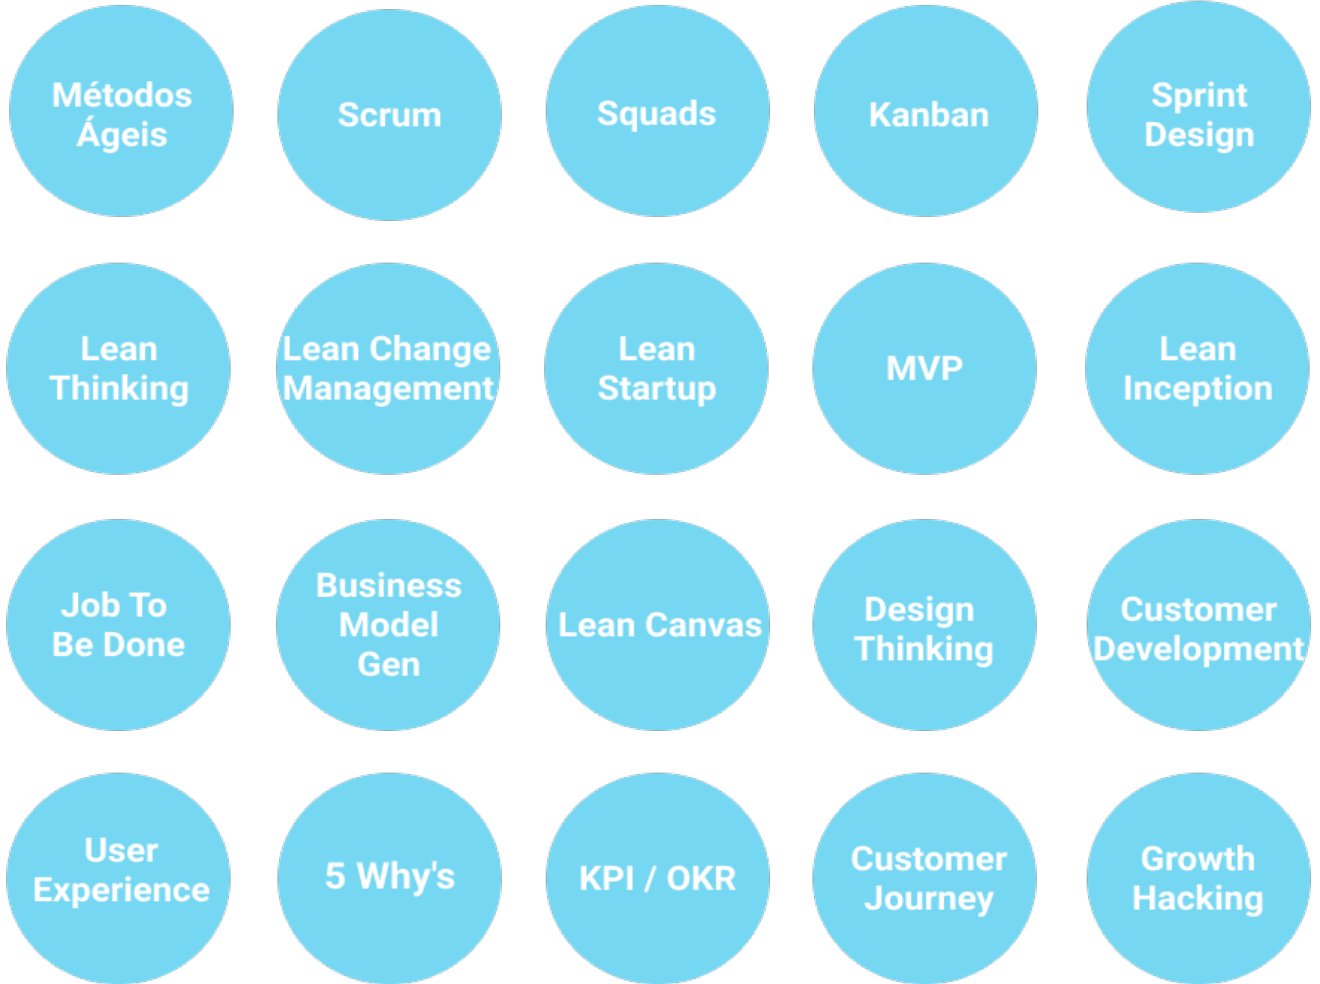 Métodos
Ágeis
Scrum
Squads
Kanban
Sprint
Design
Lean
Thinking
Lean Change
Management
Lean
Startup
MVP
Lean
Inception
Job To
Be Done
Business
Model
Gen
Lean Canvas
Design
Thinking
Customer
Development
User
Experience
5 Why's
KPI / OKR
Customer
Journey
Growth
Hacking